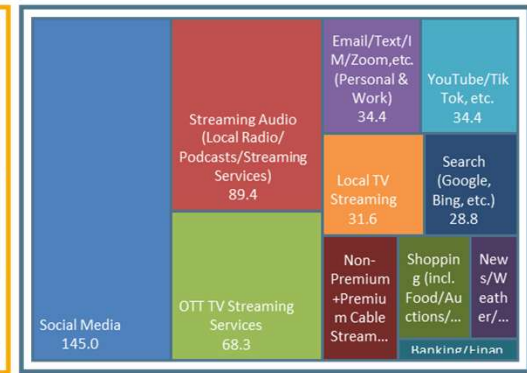 Social Media
145.0
Streaming Audio
(Local Radio/
Podcasts/Streaming
Services)
89.4
OTT TV Streaming
Services
68.3
Email/Text/I
M/Zoom,etc.
(Personal &
Work)
34.4
YouTube/Tik
Tok, etc.
34.4
Local TV
Streaming
31.6
Search
(Google,
Bing, etc.)
28.8
Non-
Premium
+Premiu
m Cable
Stream...
Shoppin
g (incl.
Food/Au
ctions/...
New
s/W
eath
er/...
Banking/Finan